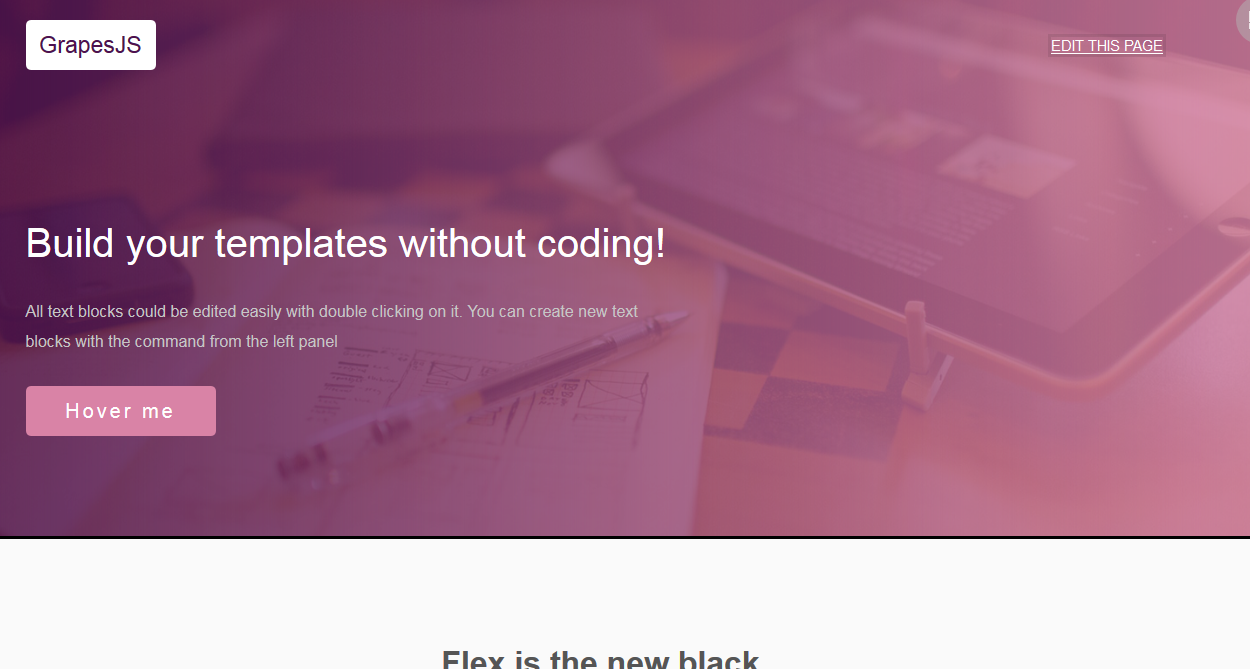 GrapesJS
EDIT THIS PAGE
Build your templates without coding!
All text blocks could be edited easily with double clicking on it. You can create new text
blocks with the command from the left panel
Hover me
Flex is the new black